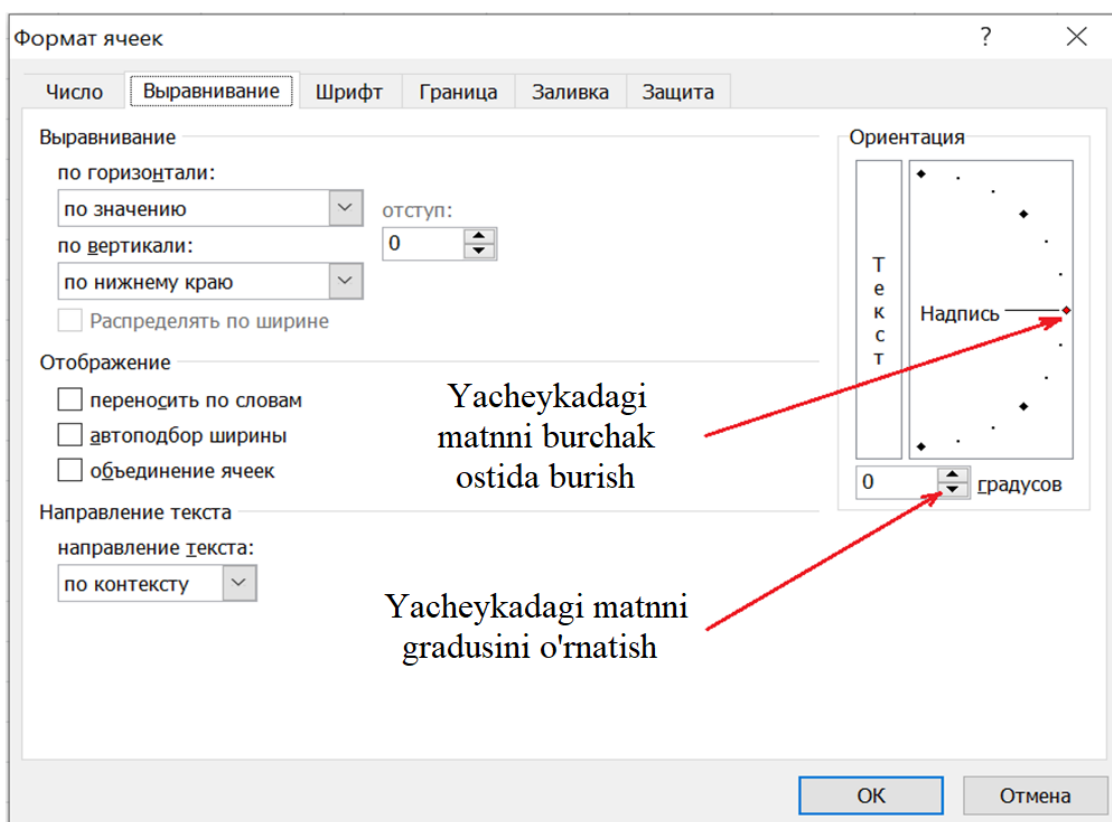 Формат ячеек
?
Число Выравнивание Шрифт Граница Заливка Защита
Выравнивание
по горизонтали:
по значению
отступ:
0
по вертикали:
по нижнему краю
Распределять по ширине
Отображение
переносить по словам
автоподбор ширины
объединение ячеек
Направление текста
направление текста:
по контексту
Ориентация
Текст
Надпись
0 градусов
Yacheykadagi
matnni burchak
ostida burish
Yacheykadagi matnni
gradusini o'rnatish
ОК Отмена